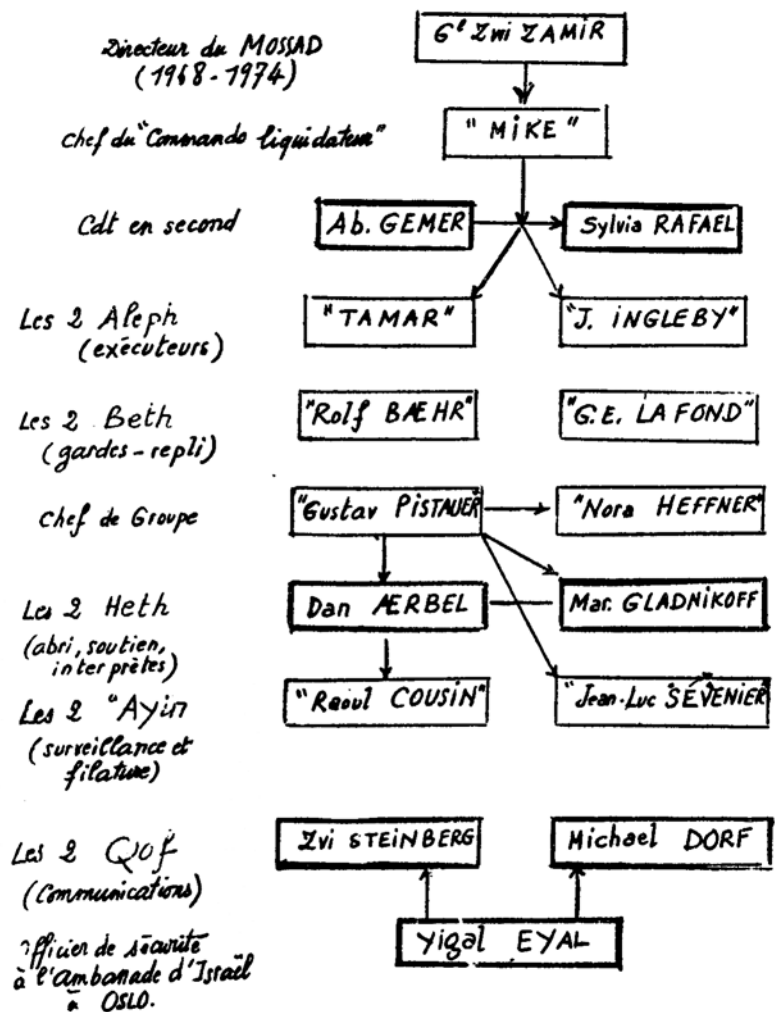 Directeur du MOSSAD
(1968-1974)
Gl Zwi ZAMIR
Chef du "Commando liquidateur"
"MIKE"
Cdt en second
Ab. GEMER
Sylvia RAFAEL
Les 2 Aleph
(exécuteurs)
"TAMAR"
"J. INGLEBY"
Les 2 Beth
(gardes-repli)
"Rolf BÆHR"
"G.E. LAFOND"
Chef de Groupe
"Gustav PISTAUER"
"Nora HEFFNER"
Les 2 Heth
(abri, soutien,
interprètes)
Dan ÆRBEL
Mar. GLADNIKOFF
Les 2 "Ayin
(surveillance et
filature)
"Raoul COUSIN"
"Jean-Luc SÉVENIER"
Les 2 Qof
(Communications)
Zvi STEINBERG
Michael DORF
Officier de sécurité
à l'ambassade d'Israël
à OSLO.
Yigal EYAL